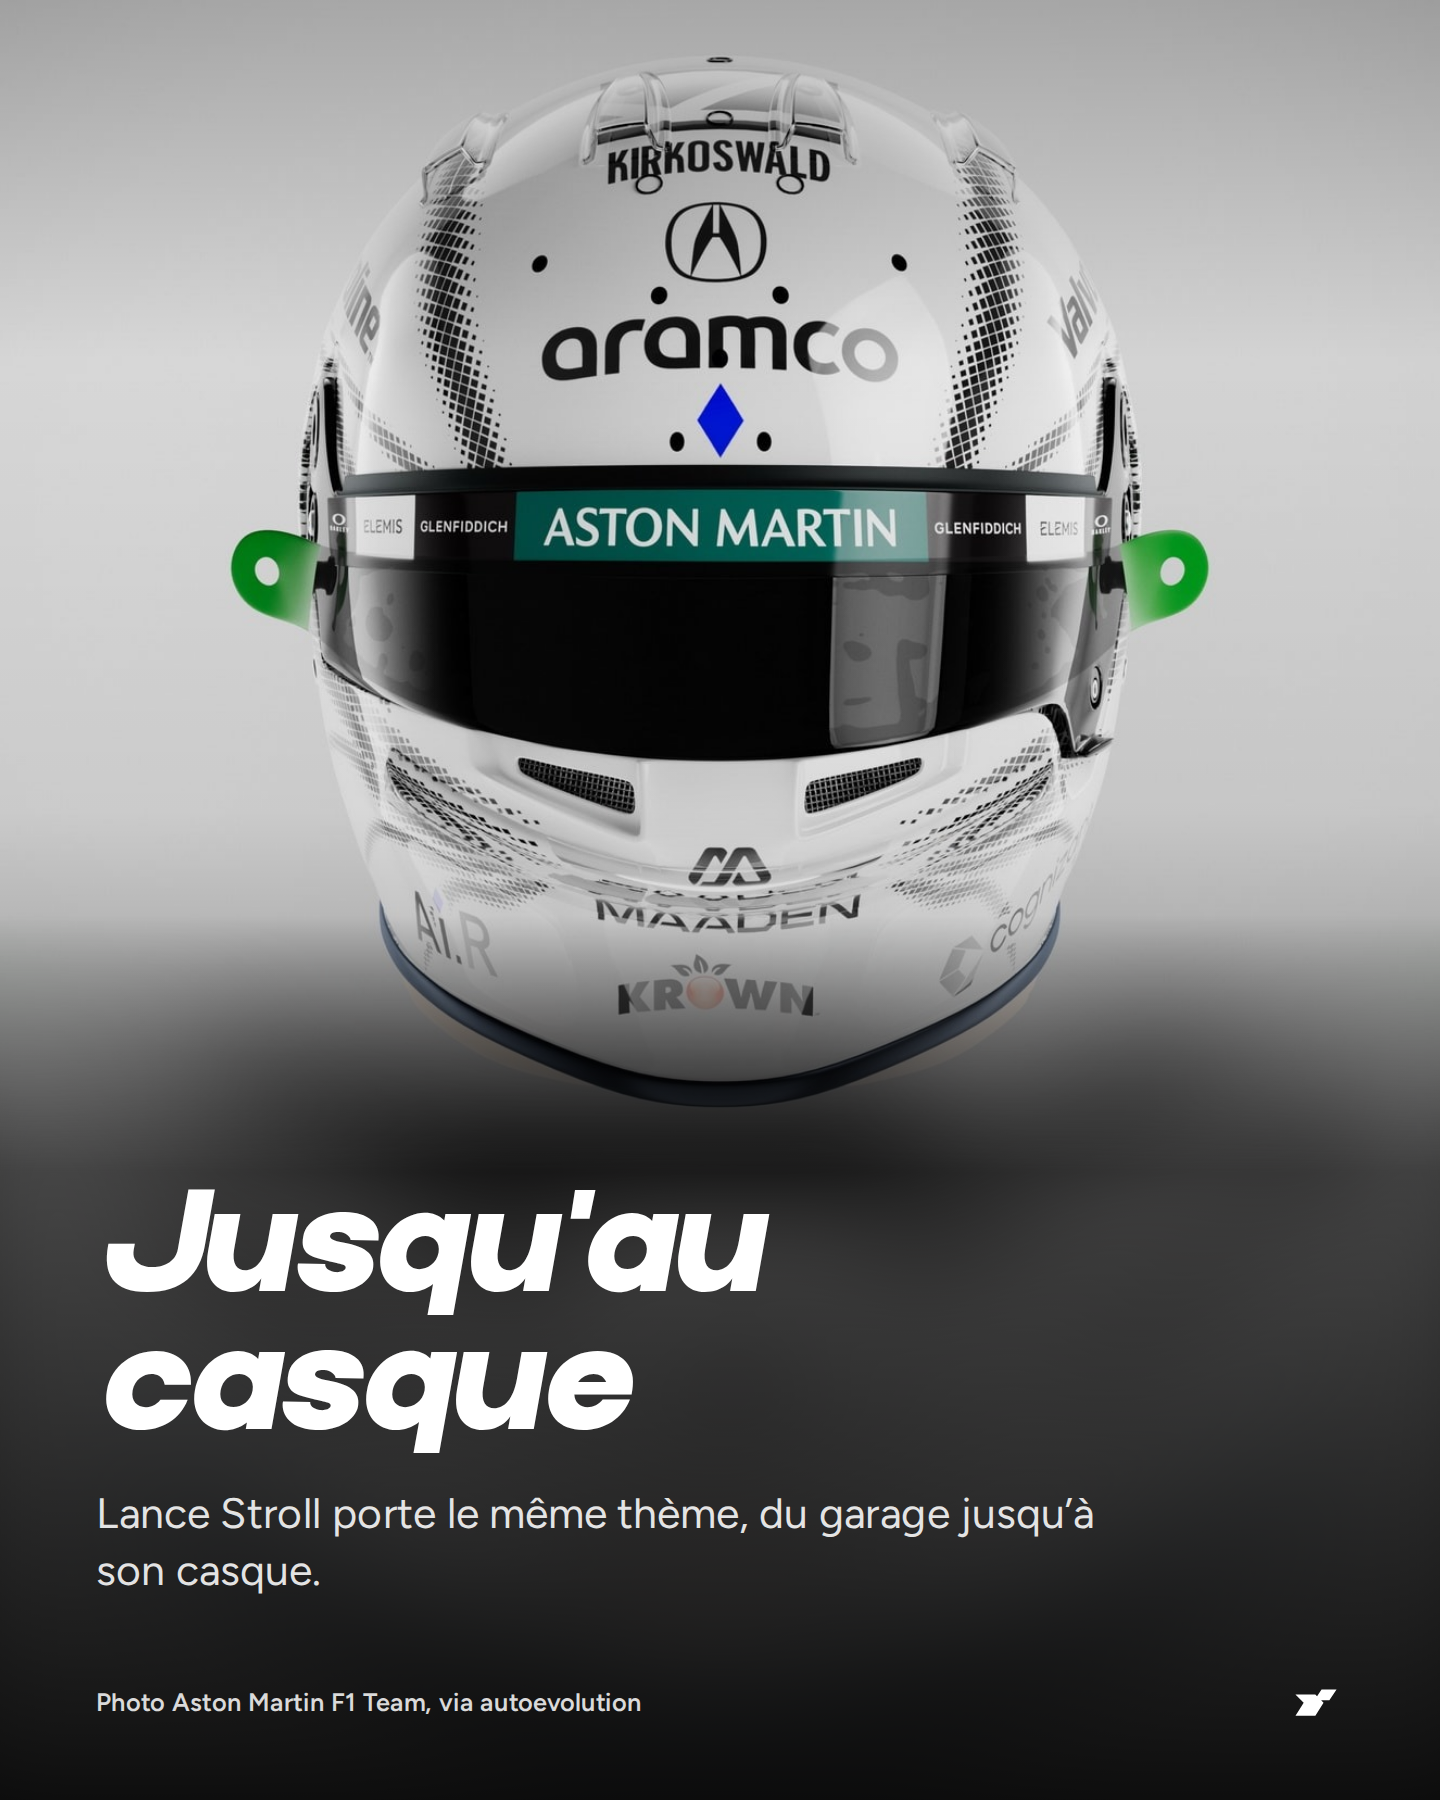 KIRKOSWALD
aramco
ASTON MARTIN
GLENFIDDICH
GLENFIDDICH
ELEMIS
ELEMIS
MAADEN
Ai.R
KROWN
Jusqu'au
casque
Lance Stroll porte le même thème, du garage jusqu’à
son casque.
Photo Aston Martin F1 Team, via autoevolution